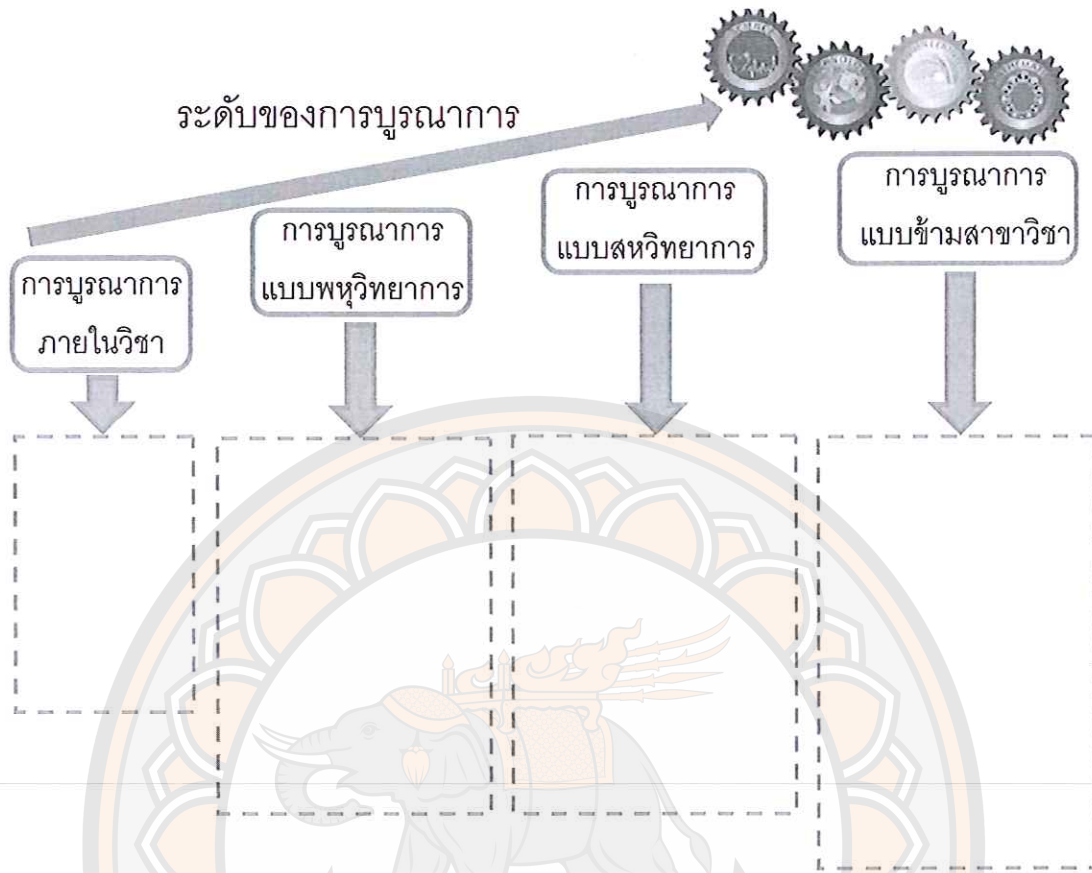 ระดับของการบูรณาการ
การบูรณาการ
ภายในวิชา
การบูรณาการ
แบบพหุวิทยาการ
การบูรณาการ
แบบสหวิทยาการ
การบูรณาการ
แบบข้ามสาขาวิชา